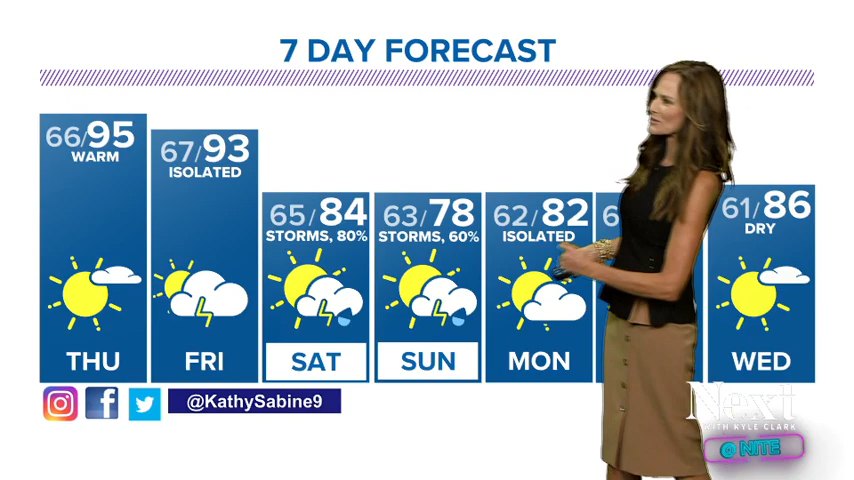 7 DAY FORECAST
66/95
WARM
THU
67/93
ISOLATED
FRI
65/84
STORMS, 80%
SAT
63/78
STORMS, 60%
SUN
62/82
ISOLATED
MON
6
61/86
DRY
WED
@KathySabine9
Next
WITH KYLE CLARK
@ NITE